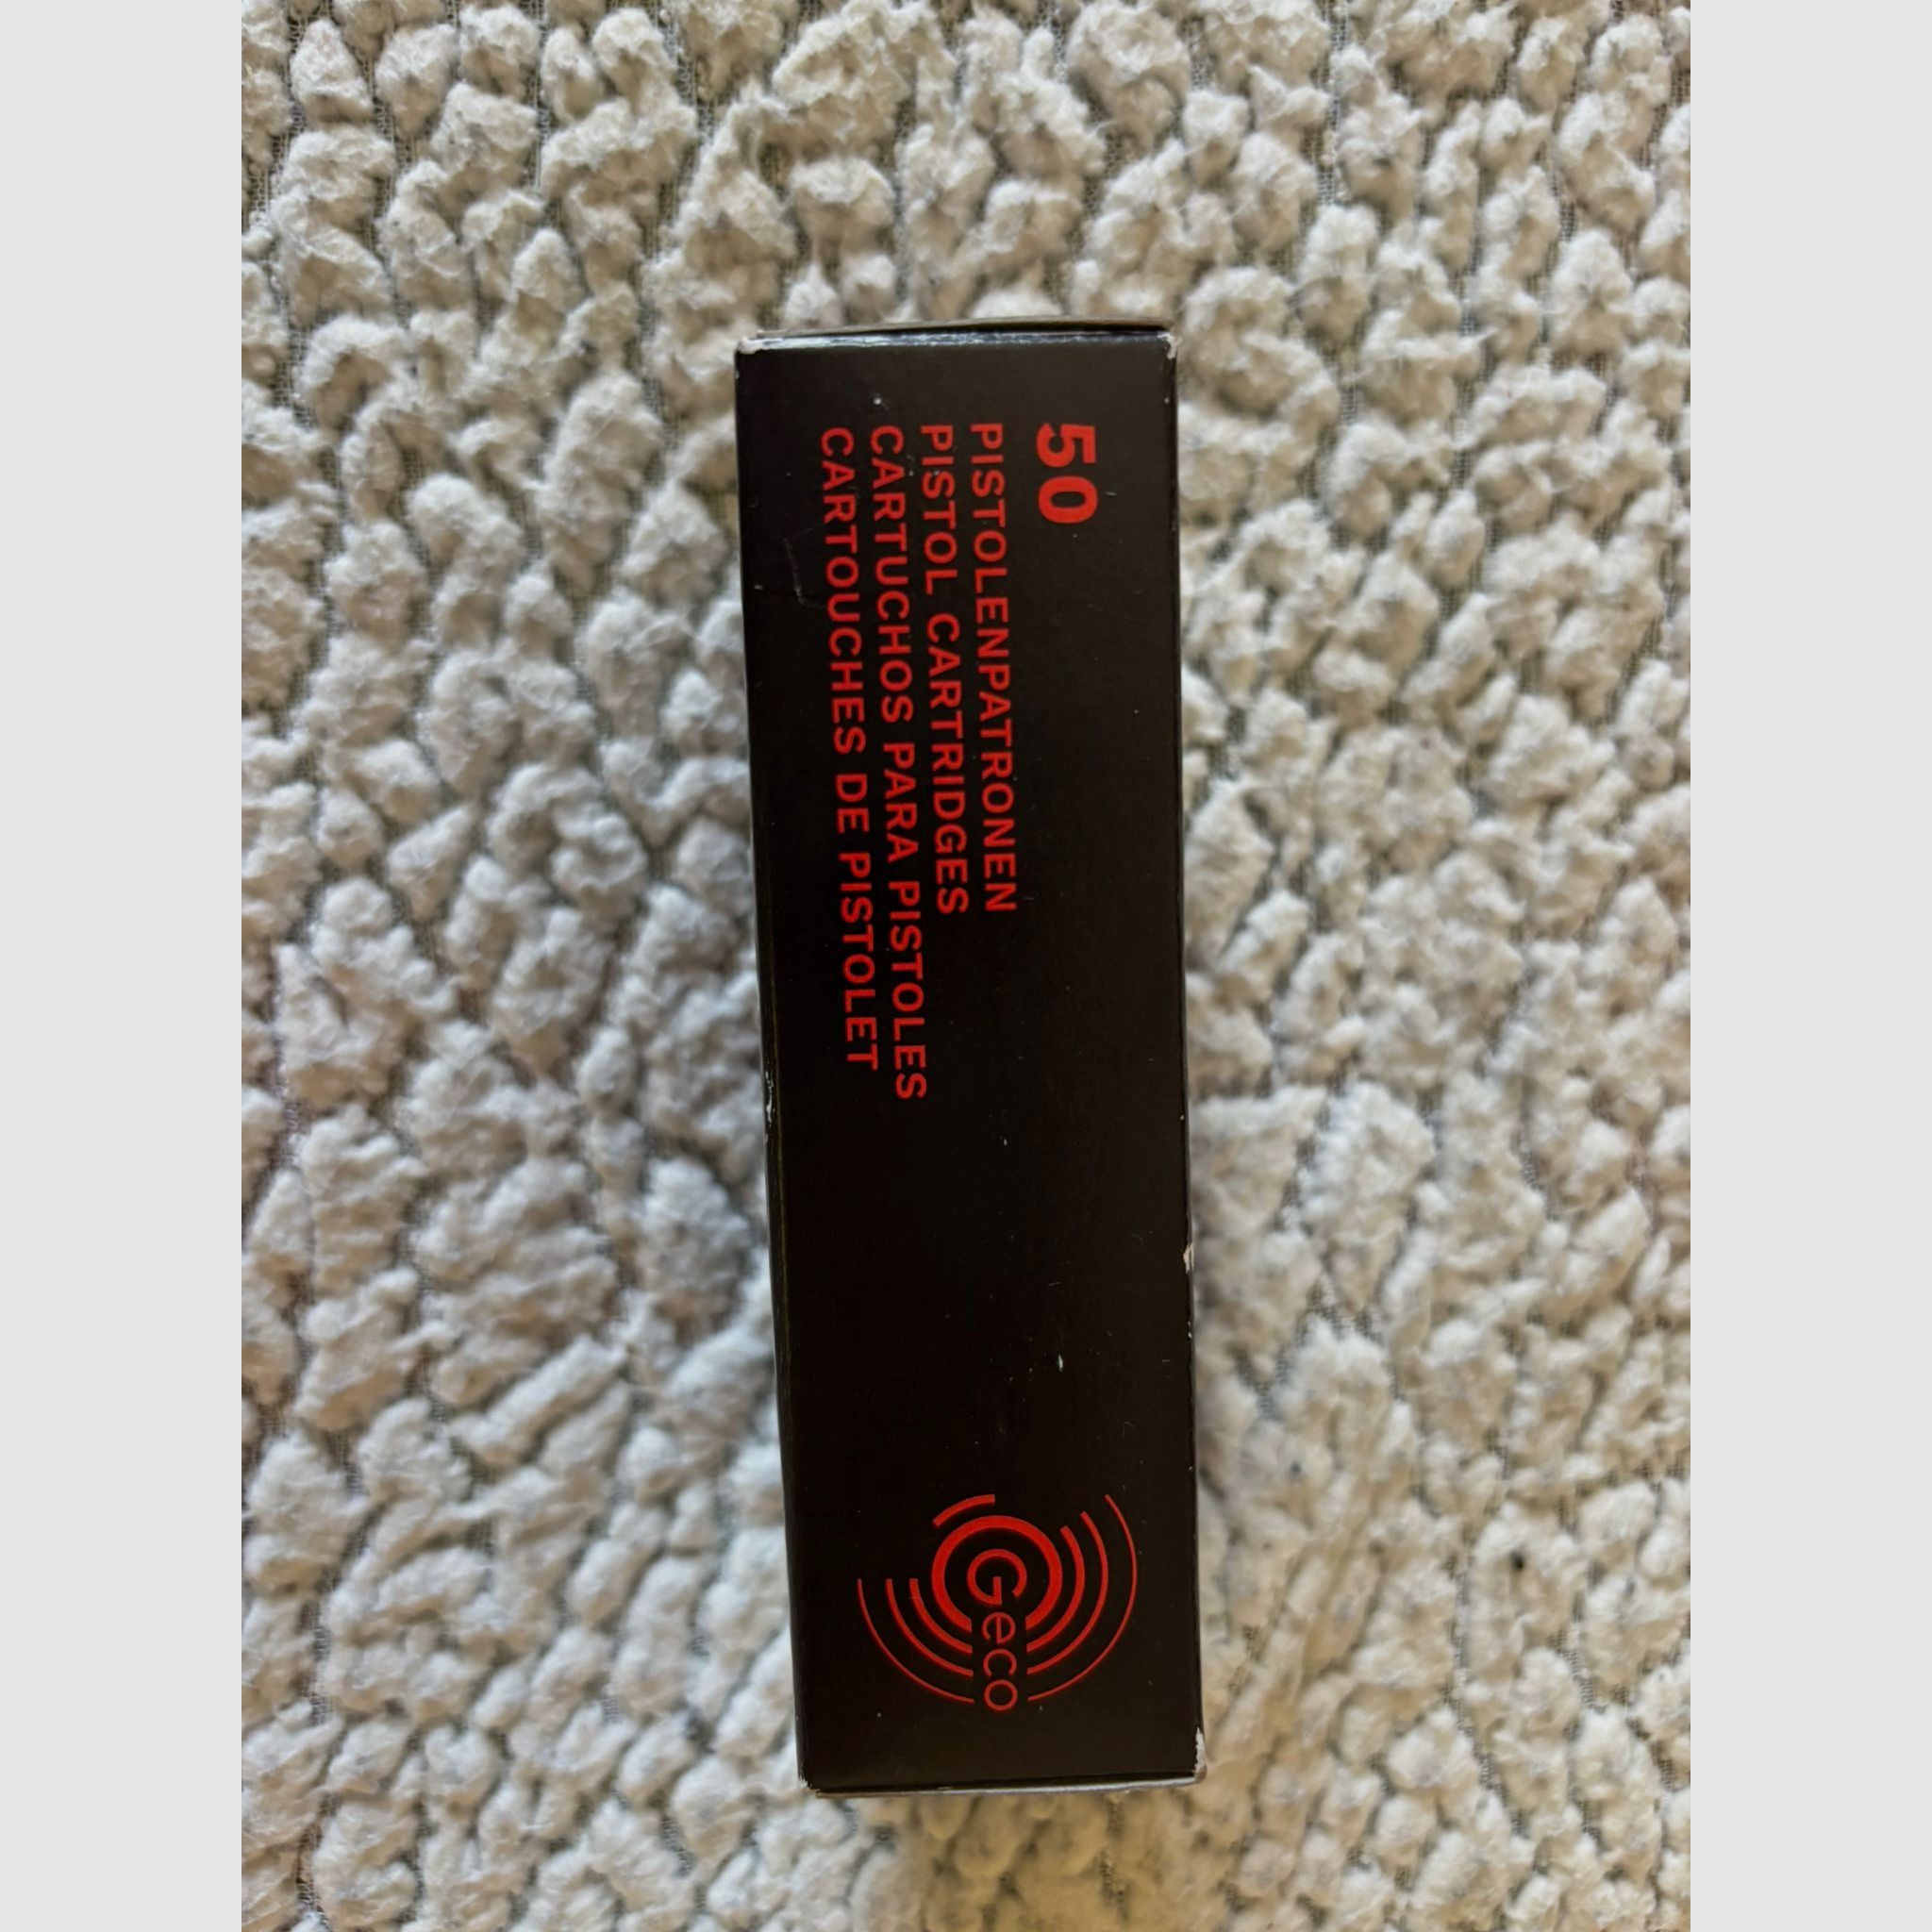 50
PISTOLENPATRONEN
PISTOL CARTRIDGES
CARTUCHOS PARA PISTOLES
CARTOUCHES DE PISTOLET
Geco